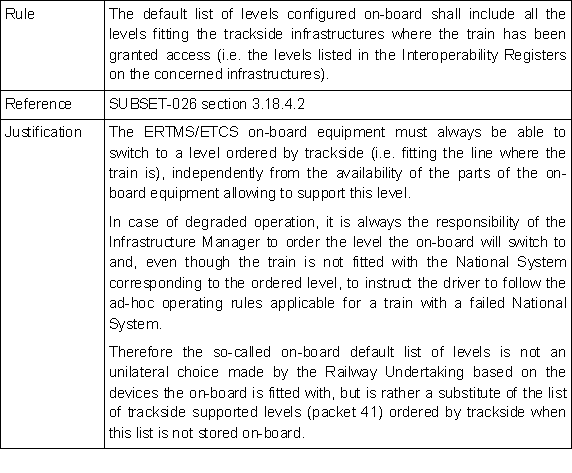 Rule
The default list of levels configured on-board shall include all the
levels fitting the trackside infrastructures where the train has been
granted access (i.e. the levels listed in the Interoperability Registers
on the concerned infrastructures).
Reference
SUBSET-026 section 3.18.4.2
Justification
The ERTMS/ETCS on-board equipment must always be able to
switch to a level ordered by trackside (i.e. fitting the line where the
train is), independently from the availability of the parts of the on-
board equipment allowing to support this level.
In case of degraded operation, it is always the responsibility of the
Infrastructure Manager to order the level the on-board will switch to
and, even though the train is not fitted with the National System
corresponding to the ordered level, to instruct the driver to follow the
ad-hoc operating rules applicable for a train with a failed National
System.
Therefore the so-called on-board default list of levels is not an
unilateral choice made by the Railway Undertaking based on the
devices the on-board is fitted with, but is rather a substitute of the
list of trackside supported levels (packet 41) ordered by trackside when
this list is not stored on-board.